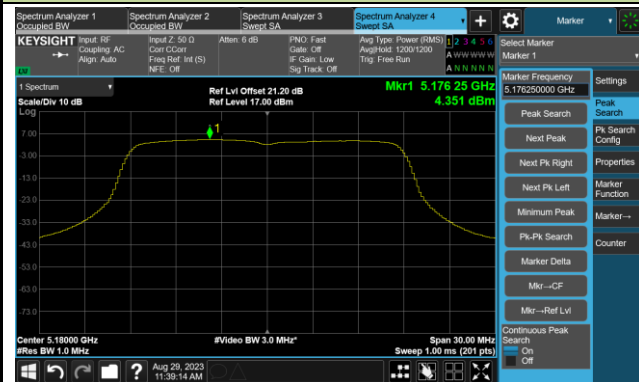 Spectrum Analyzer 1
Occupied BW
Spectrum Analyzer 2
Occupied BW
Spectrum Analyzer 3
Swept SA
Spectrum Analyzer 4
Swept SA
Marker
KEYSIGHT
Input: RF
Coupling: AC
Align: Auto
Input Z: 50 Ω
Corr CCorr
Freq Ref: Int (S)
NFE: Off
Atten: 6 dB
PNO: Fast
Gate: Off
IF Gain: Low
Sig Track: Off
Avg Type: Power (RMS)
Avg|Hold: 1200/1200
Trig: Free Run
1 2 3 4 5 6
A W W W W W
A N N N N N
LXI
Select Marker
Marker 1
1 Spectrum
Scale/Div 10 dB
Log
Ref Lvl Offset 21.20 dB
Ref Level 17.00 dBm
Mkr1 5.176 25 GHz
4.351 dBm
Marker Frequency
5.176250000 GHz
Settings
Peak Search
Next Peak
Next Pk Right
Next Pk Left
Minimum Peak
Pk-Pk Search
Marker Delta
Mkr→CF
Mkr→Ref Lvl
Continuous Peak
Search
On
Off
Peak
Search
Pk Search
Config
Properties
Marker
Function
Marker→
Counter
1
7.00
-3.00
-13.0
-23.0
-33.0
-43.0
-53.0
-63.0
-73.0
Center 5.18000 GHz
#Res BW 1.0 MHz
#Video BW 3.0 MHz*
Span 30.00 MHz
Sweep 1.00 ms (201 pts)
Aug 29, 2023
11:39:14 AM